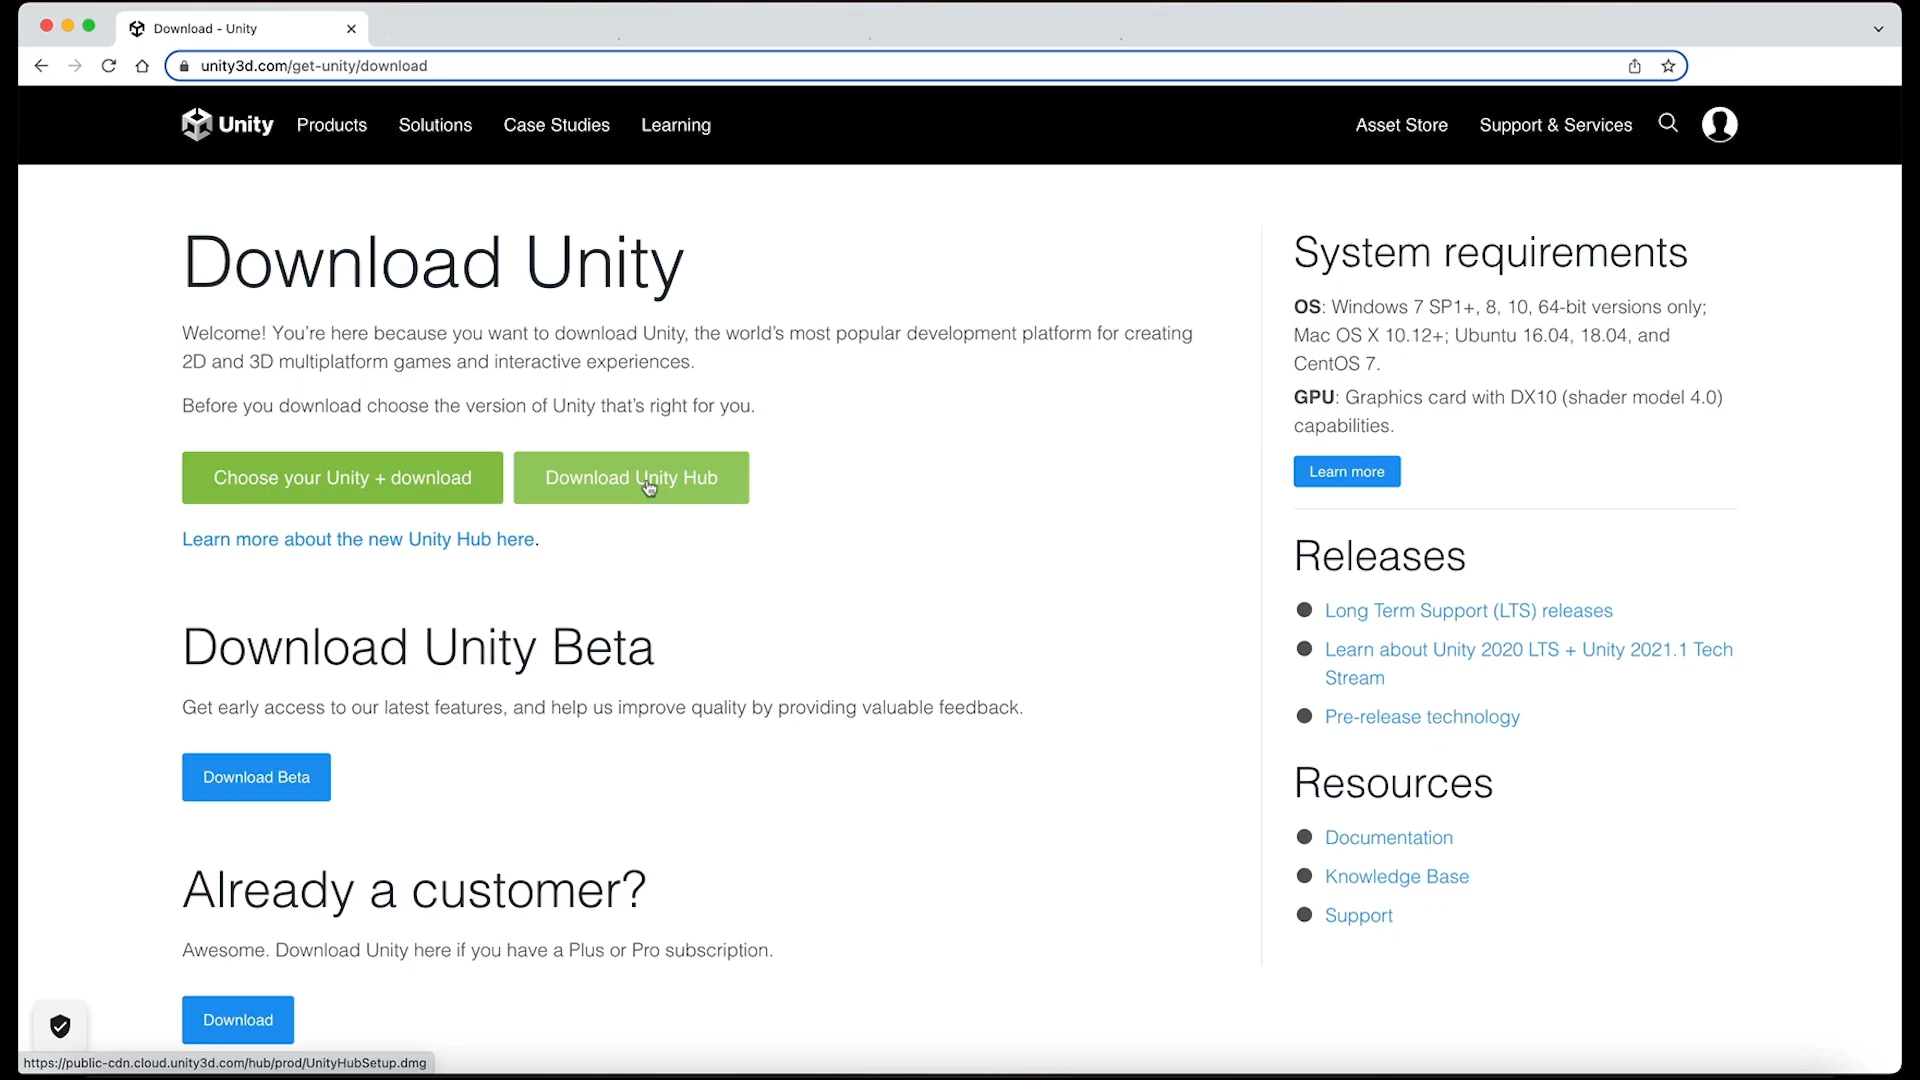 Download - Unity
unity3d.com/get-unity/download
Unity Products Solutions Case Studies Learning Asset Store Support & Services
Download Unity
Welcome! You're here because you want to download Unity, the world's most popular development platform for creating
2D and 3D multiplatform games and interactive experiences.
Before you download choose the version of Unity that's right for you.
Choose your Unity + download Download Unity Hub
Learn more about the new Unity Hub here.
Download Unity Beta
Get early access to our latest features, and help us improve quality by providing valuable feedback.
Download Beta
Already a customer?
Awesome. Download Unity here if you have a Plus or Pro subscription.
Download
System requirements
OS: Windows 7 SP1+, 8, 10, 64-bit versions only;
Mac OS X 10.12+; Ubuntu 16.04, 18.04, and
CentOS 7.
GPU: Graphics card with DX10 (shader model 4.0)
capabilities.
Learn more
Releases
Long Term Support (LTS) releases
Learn about Unity 2020 LTS + Unity 2021.1 Tech
Stream
Pre-release technology
Resources
Documentation
Knowledge Base
Support
https://public-cdn.cloud.unity3d.com/hub/prod/UnityHubSetup.dmg